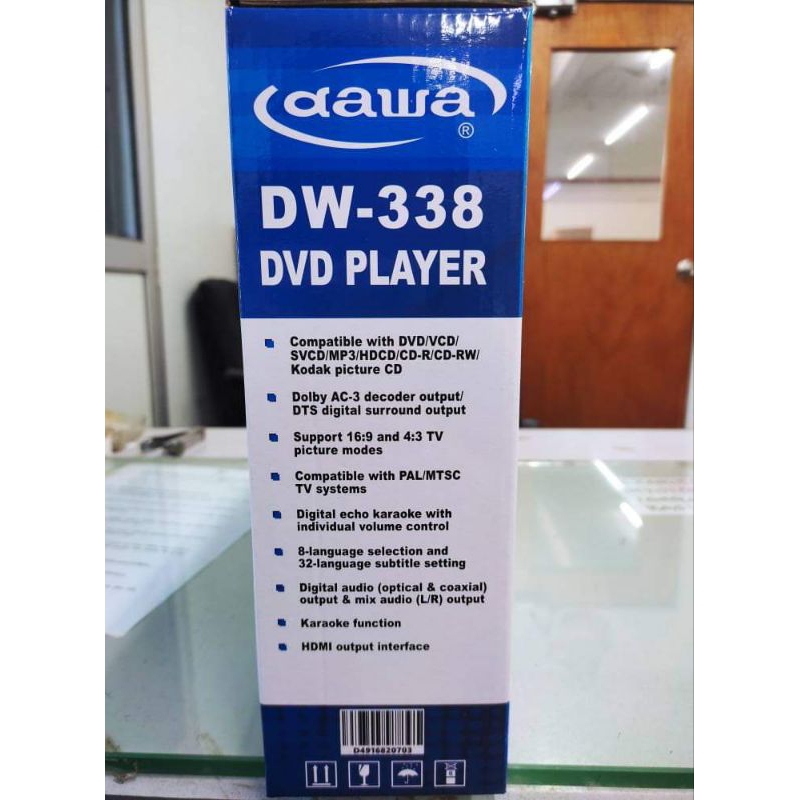 dawa
®
DW-338
DVD PLAYER
Compatible with DVD/VCD/
SVCD/MP3/HDCD/CD-R/CD-RW/
Kodak picture CD
Dolby AC-3 decoder output/
DTS digital surround output
Support 16:9 and 4:3 TV
picture modes
Compatible with PAL/MTSC
TV systems
Digital echo karaoke with
individual volume control
8-language selection and
32-language subtitle setting
Digital audio (optical & coaxial)
output & mix audio (L/R) output
Karaoke function
HDMI output interface
D4916820703